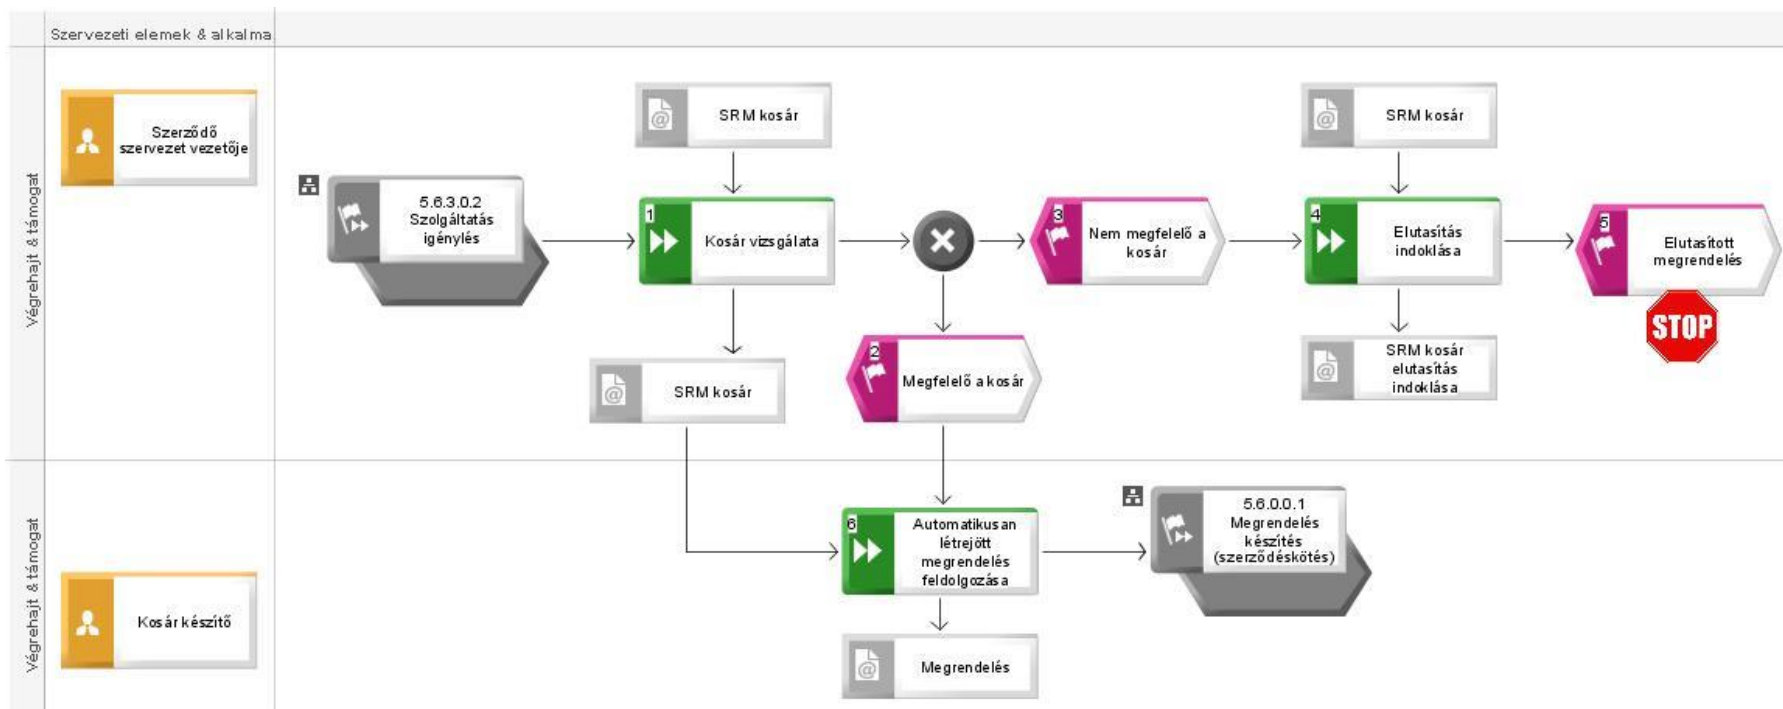 Szervezeti elemek & alkalma
Végrehajt & támogat
Szerződő
szervezet vezetője
5.6.3.0.2
Szolgáltatás
igénylés
SRM kosár
1
Kosár vizsgálata
SRM kosár
3
Nem megfelelő a
kosár
2
Megfelelő a kosár
SRM kosár
4
Elutasítás
indoklása
SRM kosár
elutasítás
indoklása
5
Elutasított
megrendelés
STOP
Végrehajt & támogat
Kosár készítő
6
Automatikusan
létrejött
megrendelés
feldolgozása
Megrendelés
5.6.0.0.1
Megrendelés
készítés
(szerződéskötés)